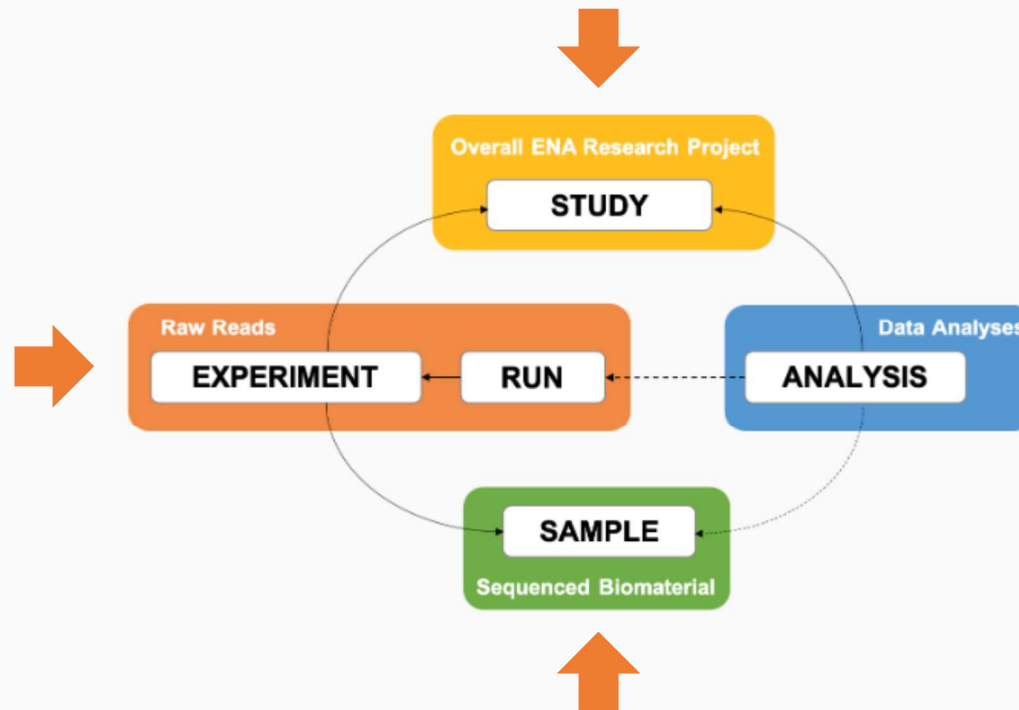 Overall ENA Research Project
STUDY
Raw Reads
EXPERIMENT
RUN
Data Analyses
ANALYSIS
SAMPLE
Sequenced Biomaterial